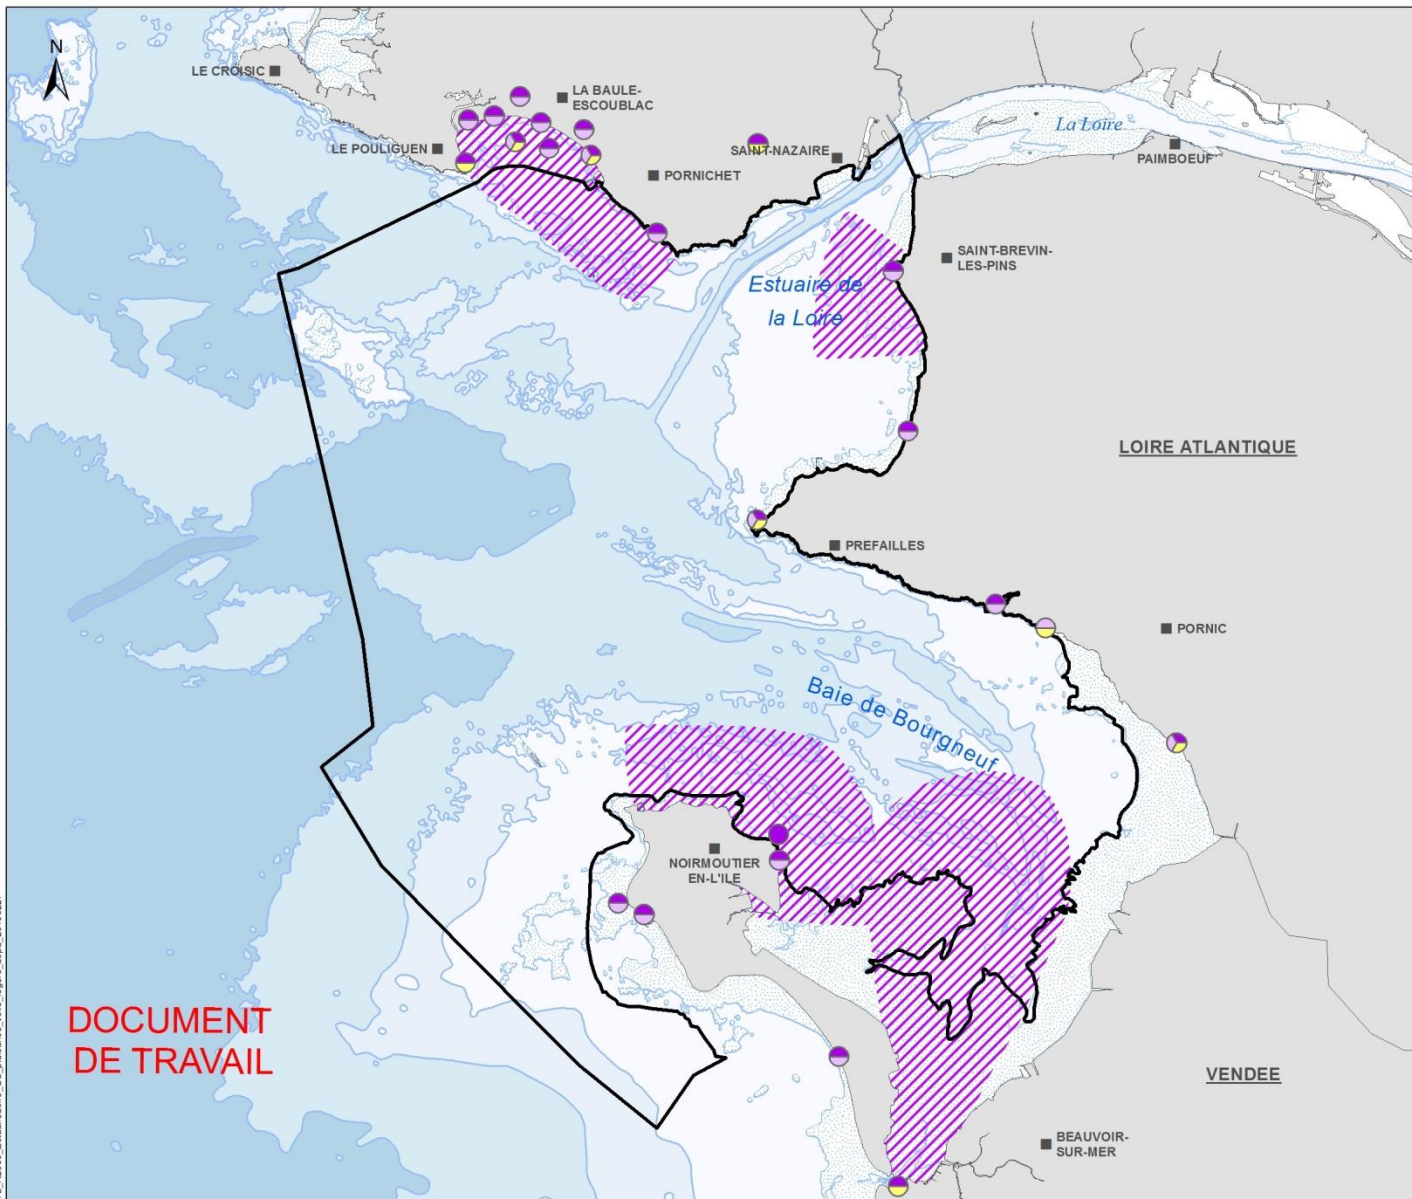 N
LE CROISIC
LA BAULE-
ESCOUBLAC
LE POULIGUEN
SAINT-NAZAIRE
La Loire
PAIMBOEUF
PORNICHET
SAINT-BREVIN-
LES-PINS
Estuaire de
la Loire
LOIRE ATLANTIQUE
PREFAILLES
PORNIC
Baie de Bourgneuf
NOIRMOUTIER
EN-L'ILE
DOCUMENT
DE TRAVAIL
VENDEE
BEAUVOIR-
SUR-MER